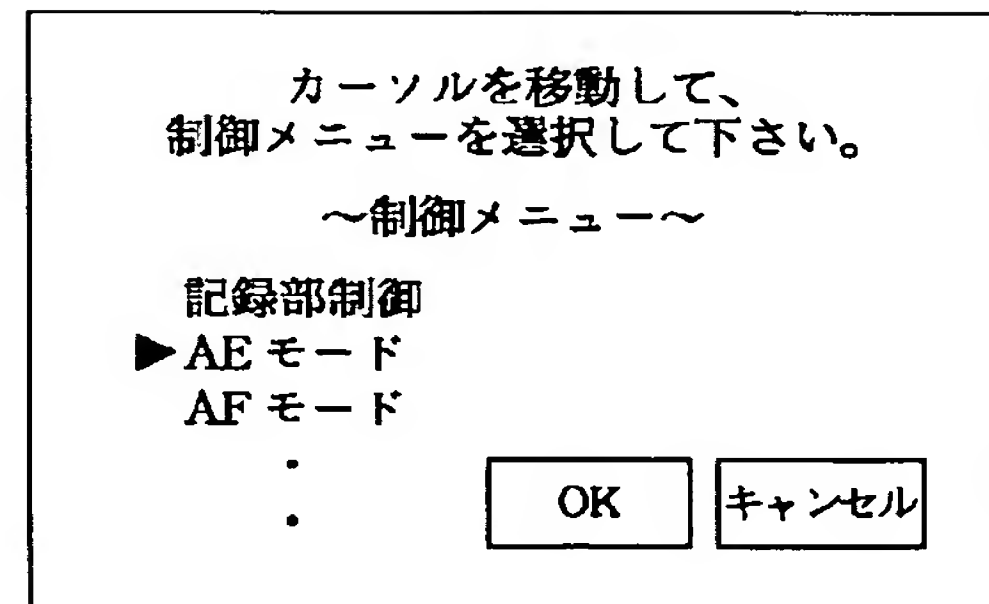 カーソルを移動して、
制御メニューを選択して下さい。
～制御メニュー～
記録部制御
▶AEモード
AFモード
・
・
OK キャンセル